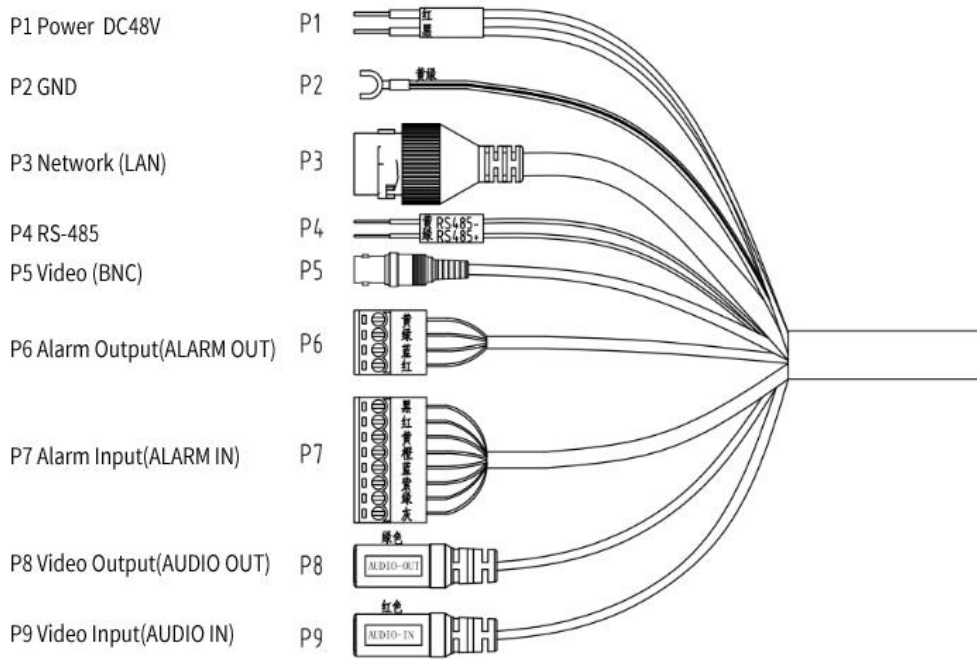 P1 Power DC48V
P1
红
黑
P2 GND
P2
黄绿
P3 Network (LAN)
P3
P4 RS-485
P4
黄 RS485-
绿 RS485+
P5 Video (BNC)
P5
P6 Alarm Output(ALARM OUT)
P6
黄
绿
蓝
红
P7 Alarm Input(ALARM IN)
P7
黑
红
黄
橙
蓝
紫
绿
灰
P8 Video Output(AUDIO OUT)
P8
绿色
AUDIO-OUT
P9 Video Input(AUDIO IN)
P9
红色
AUDIO-IN